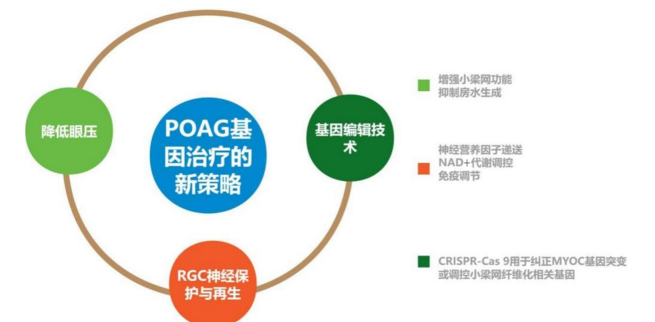 降低眼压
POAG基
因治疗的
新策略
基因编辑技
术
RGC神经保
护与再生
增强小梁网功能
抑制房水生成
神经营养因子递送
NAD+代谢调控
免疫调节
CRISPR-Cas 9用于纠正MYOC基因突变
或调控小梁网纤维化相关基因